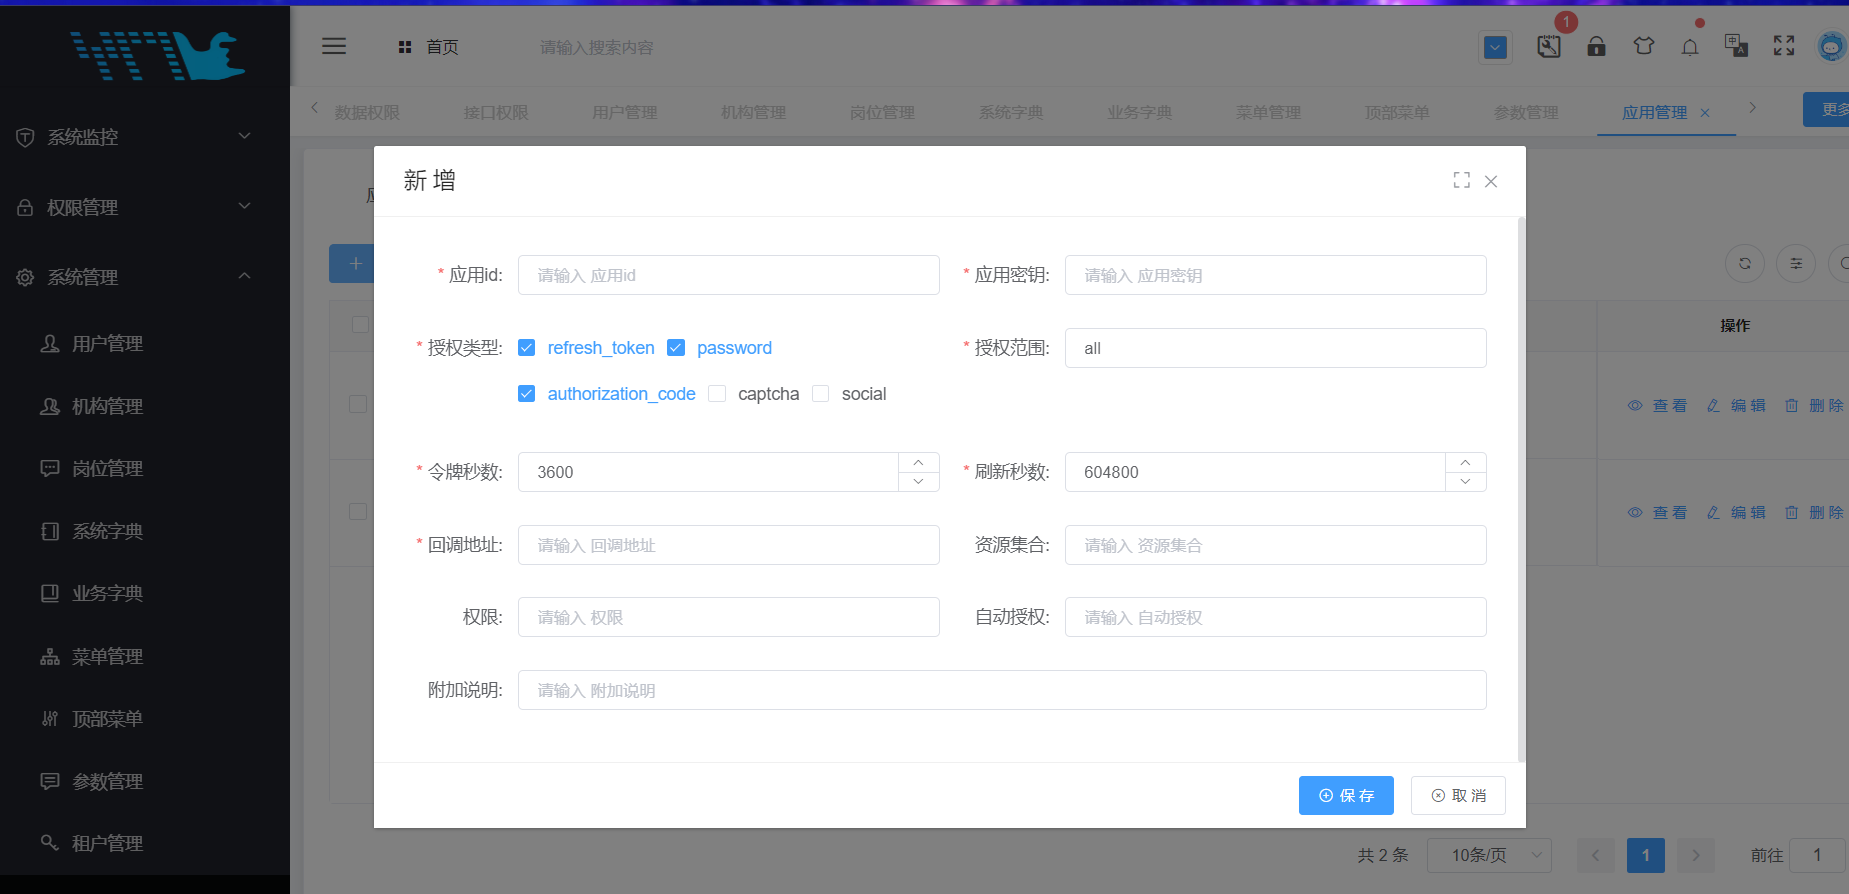 首页
请输入搜索内容
1
数据权限 接口权限 用户管理 机构管理 岗位管理 系统字典 业务字典 菜单管理 顶部菜单 参数管理 应用管理
系统监控
权限管理
系统管理
用户管理
机构管理
岗位管理
系统字典
业务字典
菜单管理
顶部菜单
参数管理
租户管理
新增
* 应用id: 请输入 应用id
* 应用密钥: 请输入 应用密钥
* 授权类型: refresh_token password
authorization_code captcha social
* 授权范围: all
* 令牌秒数: 3600
* 刷新秒数: 604800
* 回调地址: 请输入 回调地址
资源集合: 请输入 资源集合
权限: 请输入 权限
自动授权: 请输入 自动授权
附加说明: 请输入 附加说明
保存 取消
操作
查看 编辑 删除
查看 编辑 删除
共 2 条 10条/页 1 前往 1